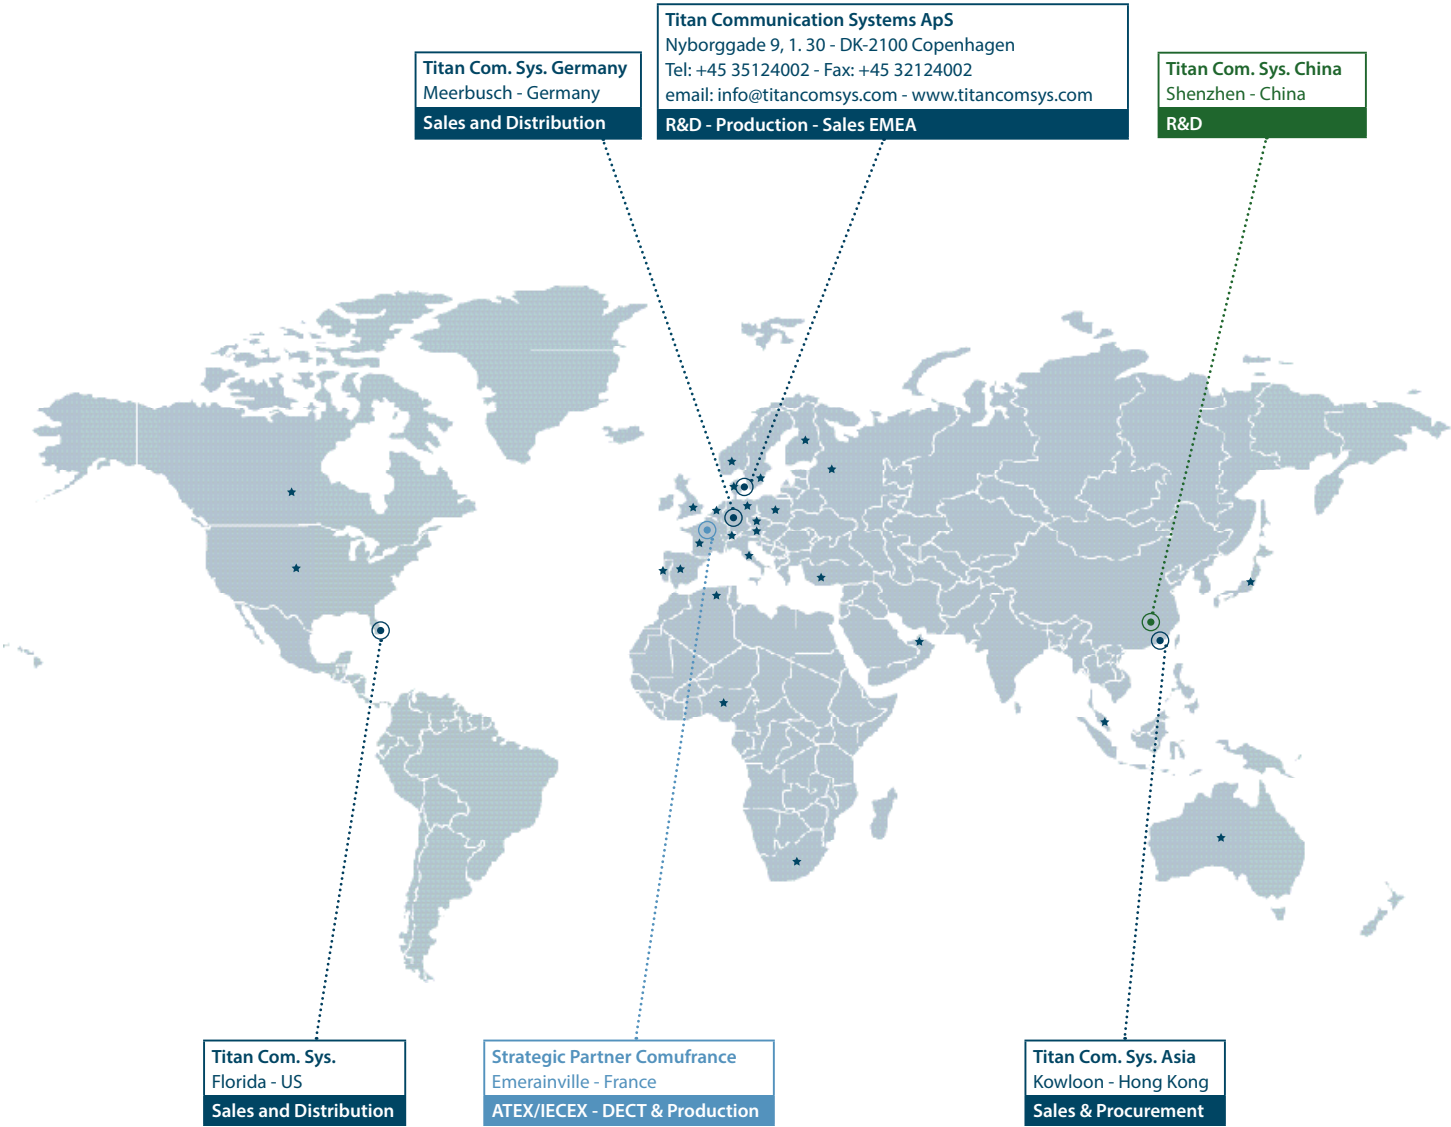 Titan Communication Systems ApS
Nyborggade 9, 1. 30 - DK-2100 Copenhagen
Tel: +45 35124002 - Fax: +45 32124002
email: info@titancomsys.com - www.titancomsys.com
R&D - Production - Sales EMEA
Titan Com. Sys. Germany
Meerbusch - Germany
Sales and Distribution
Titan Com. Sys. China
Shenzhen - China
R&D
Titan Com. Sys.
Florida - US
Sales and Distribution
Strategic Partner Comufrance
Emerainville - France
ATEX/IECEX - DECT & Production
Titan Com. Sys. Asia
Kowloon - Hong Kong
Sales & Procurement